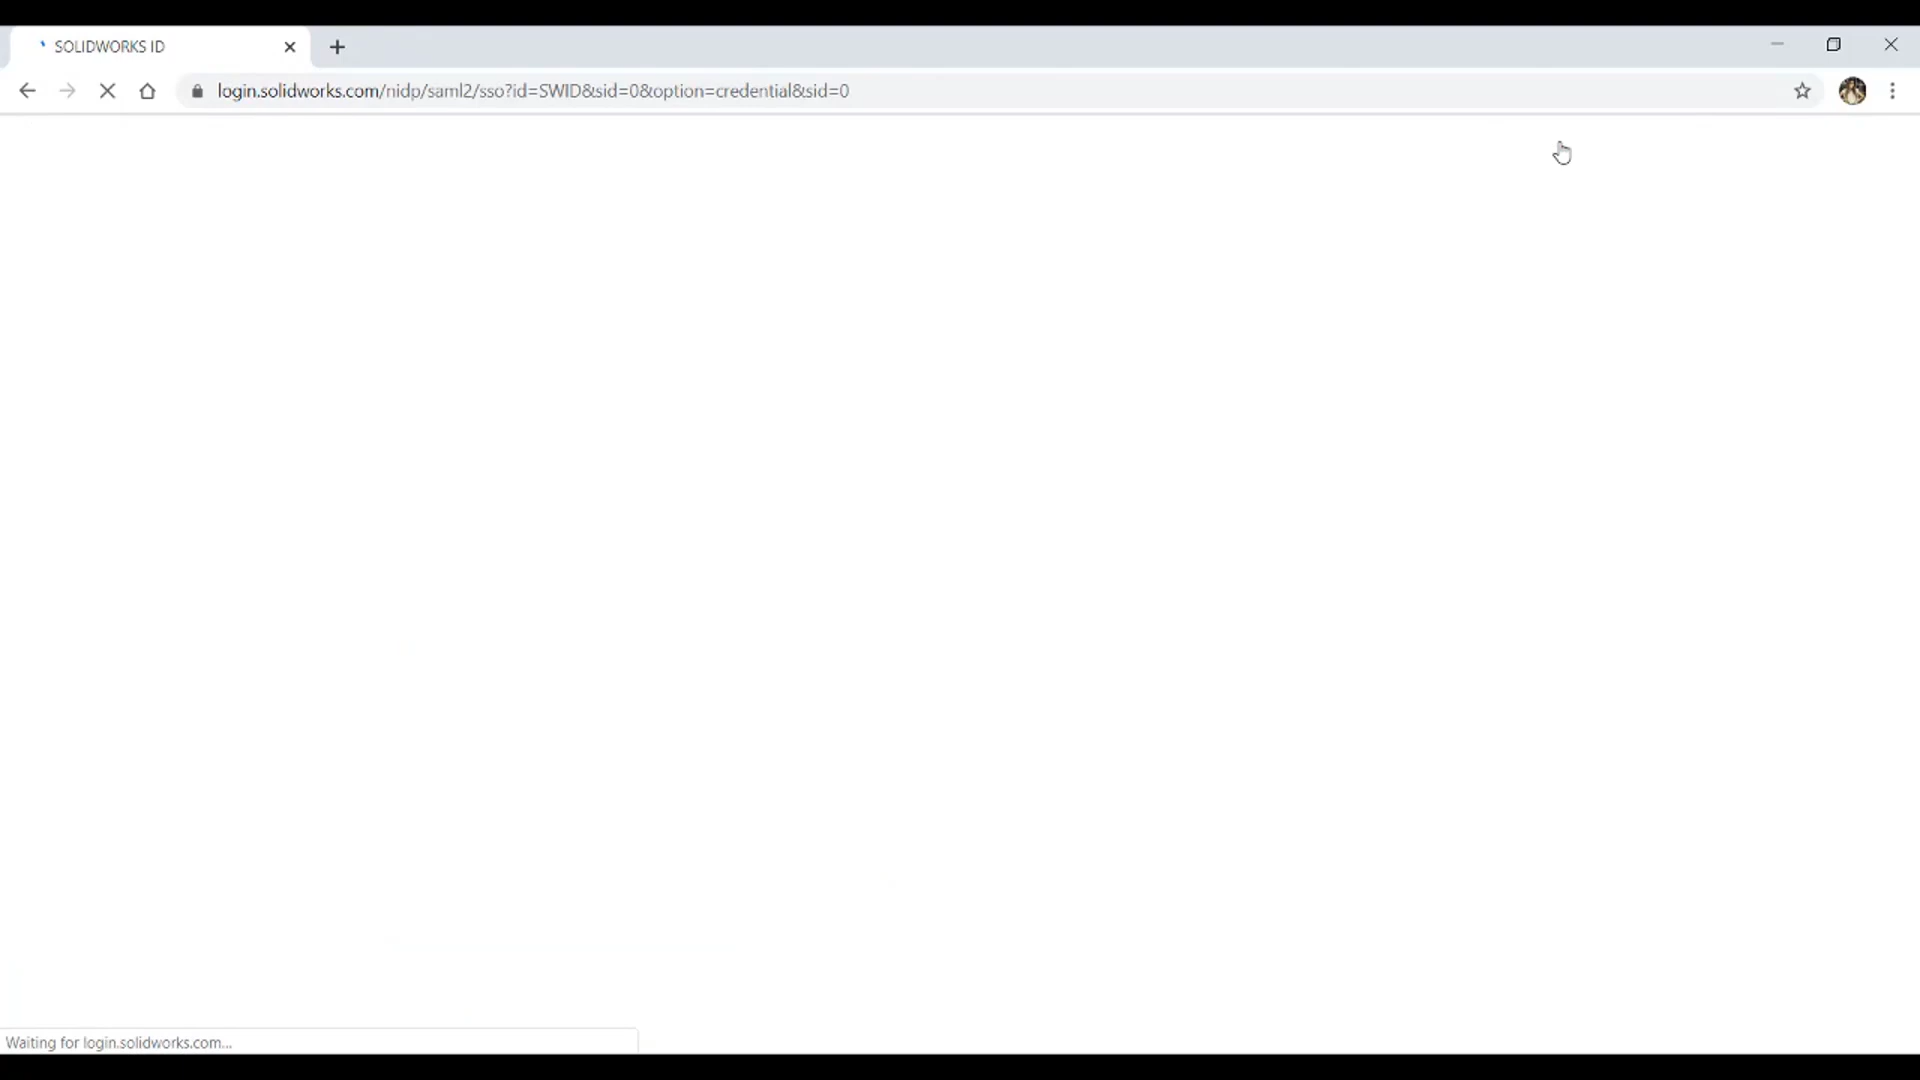 SOLIDWORKS ID
login.solidworks.com/nidp/saml2/sso?id=SWID&sid=0&option=credential&sid=0
Waiting for login.solidworks.com...